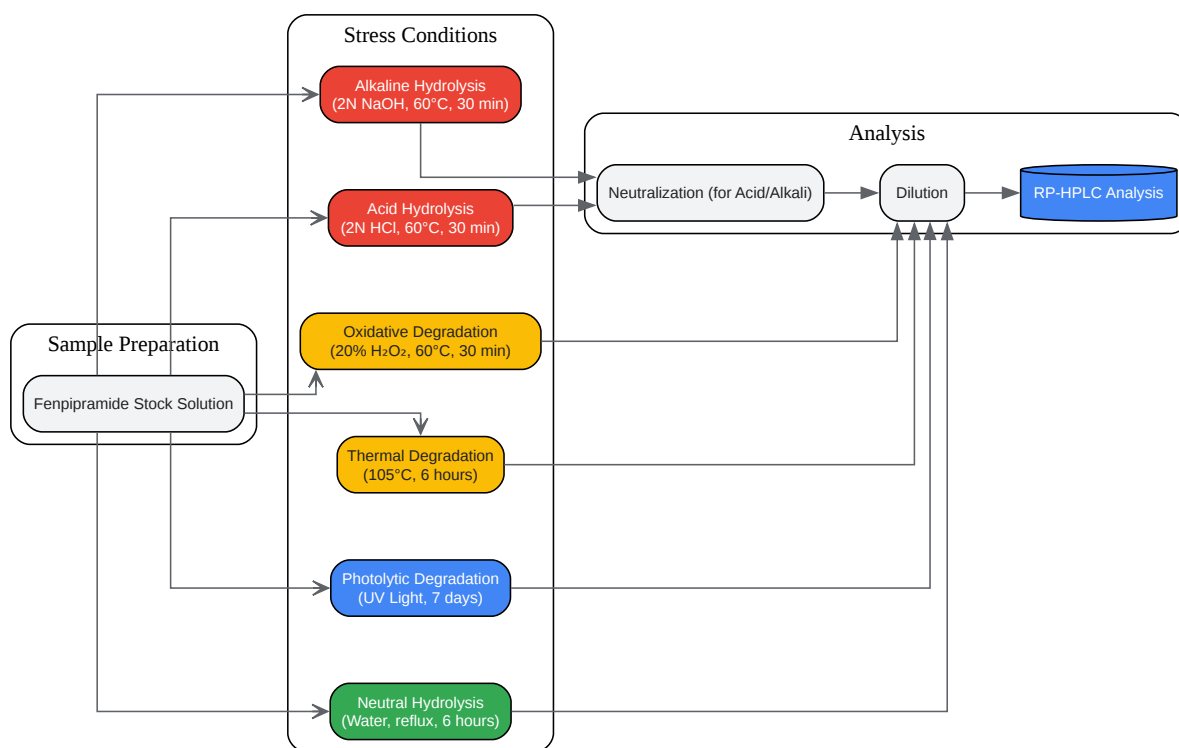 Stress Conditions
Alkaline Hydrolysis
(2N NaOH, 60°C, 30 min)
Analysis
Neutralization (for Acid/Alkali)
Dilution
RP-HPLC Analysis
Acid Hydrolysis
(2N HCl, 60°C, 30 min)
Oxidative Degradation
(20% H₂O₂, 60°C, 30 min)
Sample Preparation
Fenpipramide Stock Solution
Thermal Degradation
(105°C, 6 hours)
Photolytic Degradation
(UV Light, 7 days)
Neutral Hydrolysis
(Water, reflux, 6 hours)